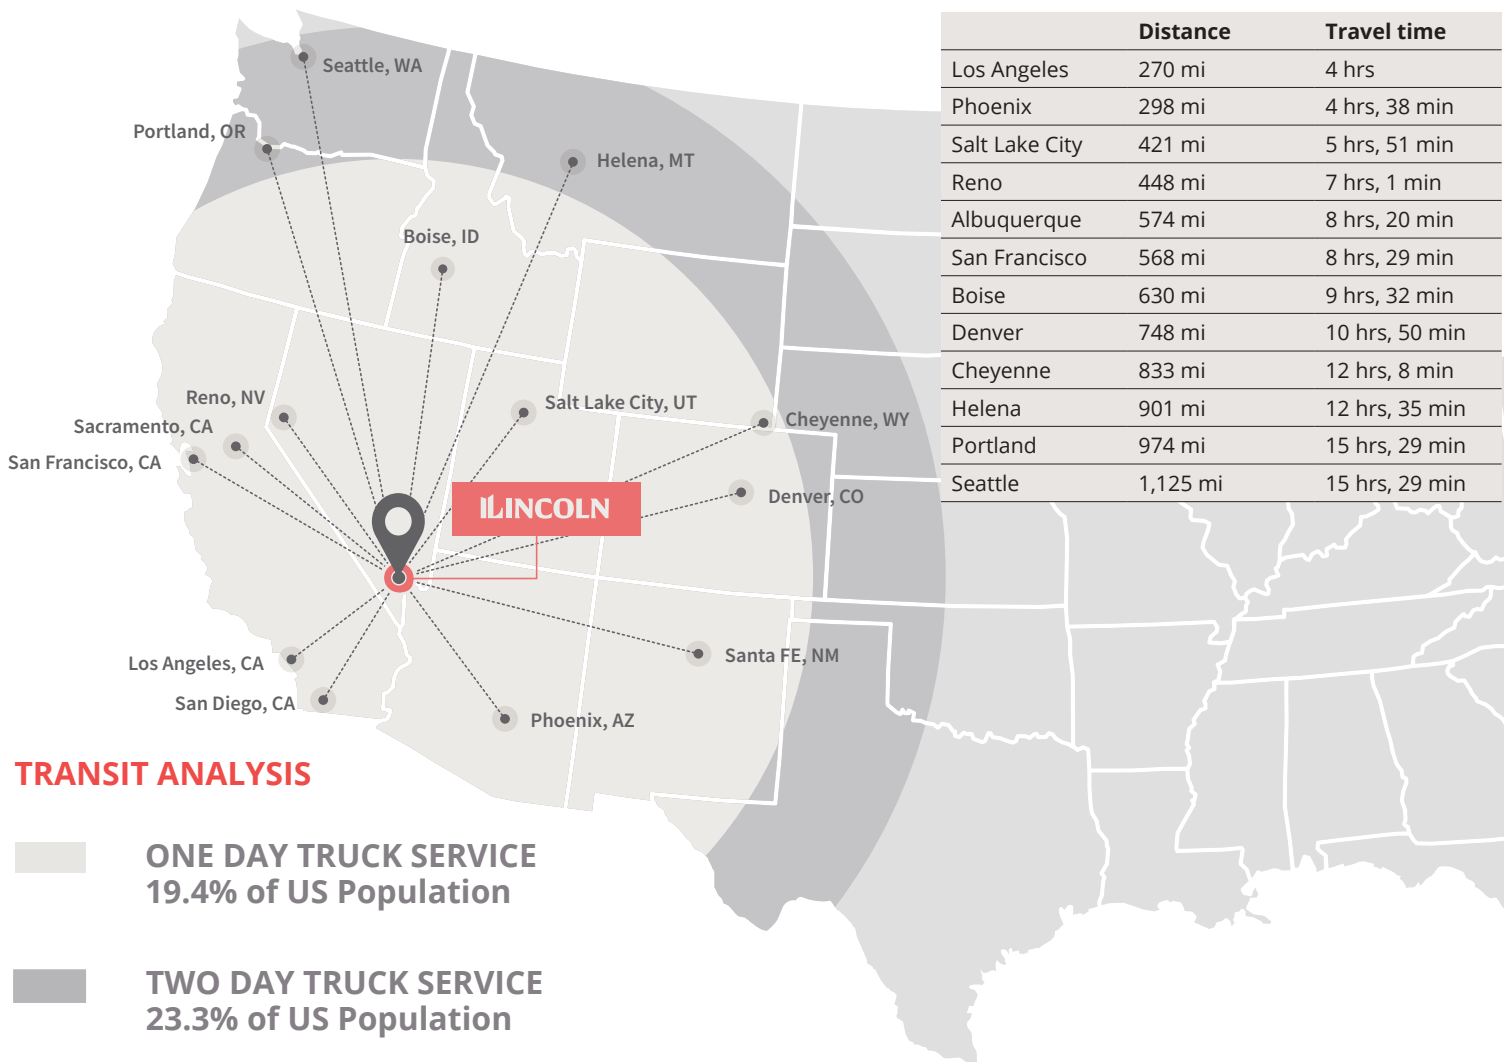 Seattle, WA
Portland, OR
Helena, MT
Boise, ID
Reno, NV
Salt Lake City, UT
Sacramento, CA
Cheyenne, WY
San Francisco, CA
Denver, CO
LINCOLN
Los Angeles, CA
Santa FE, NM
San Diego, CA
Phoenix, AZ
Distance Travel time
Los Angeles 270 mi 4 hrs
Phoenix 298 mi 4 hrs, 38 min
Salt Lake City 421 mi 5 hrs, 51 min
Reno 448 mi 7 hrs, 1 min
Albuquerque 574 mi 8 hrs, 20 min
San Francisco 568 mi 8 hrs, 29 min
Boise 630 mi 9 hrs, 32 min
Denver 748 mi 10 hrs, 50 min
Cheyenne 833 mi 12 hrs, 8 min
Helena 901 mi 12 hrs, 35 min
Portland 974 mi 15 hrs, 29 min
Seattle 1,125 mi 15 hrs, 29 min
TRANSIT ANALYSIS
ONE DAY TRUCK SERVICE
19.4% of US Population
TWO DAY TRUCK SERVICE
23.3% of US Population